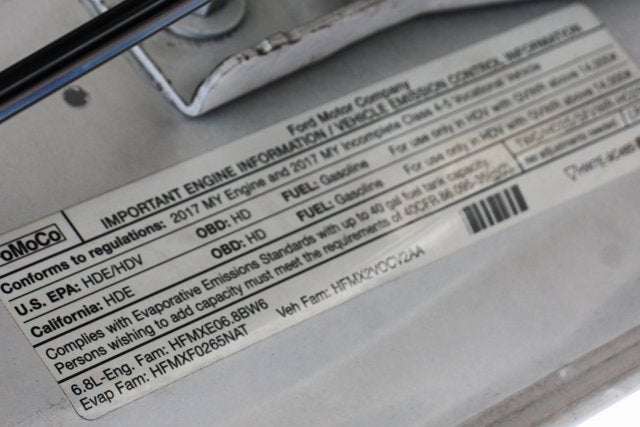 Ford Motor Company
oMoCo IMPORTANT ENGINE INFORMATION / VEHICLE EMISSION CONTROL INFORMATION
Conforms to regulations: 2017 MY Engine and 2017 MY Incomplete Class 4-5 Vocational Vehicle
U.S. EPA: HDE/HDV OBD: HD FUEL: Gasoline For use only in HDV with GVWR above 14,000#
California: HDE OBD: HD FUEL: Gasoline For use only in HDV with GVWR above 14,000#
Complies with Evaporative Emissions Standards with up to 40 gal fuel tank capacity.
Persons wishing to add capacity must meet the requirements of 40CFR
6.8L-Eng. Fam: HFMXE06.8BW6 Veh Fam: HFMX2VOCV2AA
Evap Fam: HFMXF0265NAT
no adjustments needed